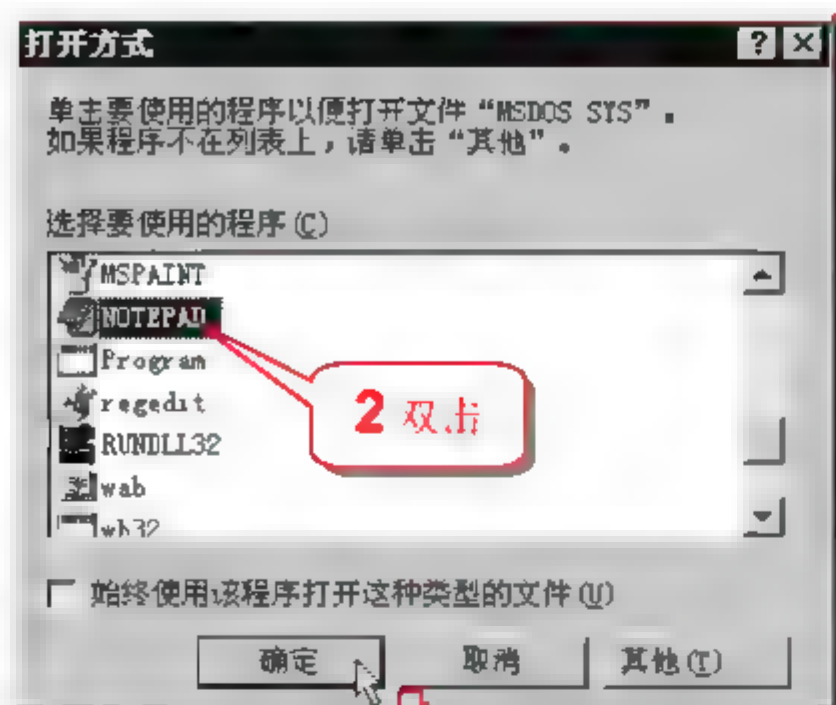 打开方式
单击要使用的程序以便打开文件“MSDOS SYS”。
如果程序不在列表上，请单击“其他”。
选择要使用的程序(C)
MSPAINT
NOTEPAD
Program
regedit
RUNDLL32
wab
wh32
2 双击
始终使用该程序打开这种类型的文件(U)
确定
取消
其他(T)